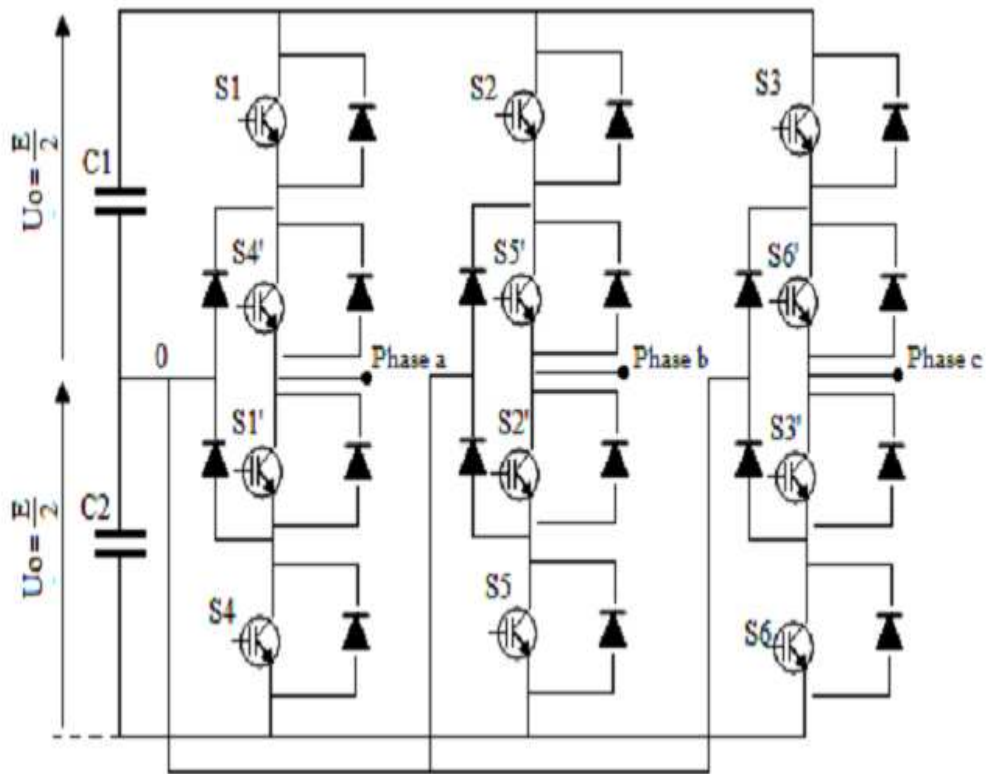 S1
S2
S3
Uo = E/2
C1
S4'
S5'
S6'
0
Phase a
Phase b
Phase c
S1'
S2'
S3'
Uo = E/2
C2
S4
S5
S6